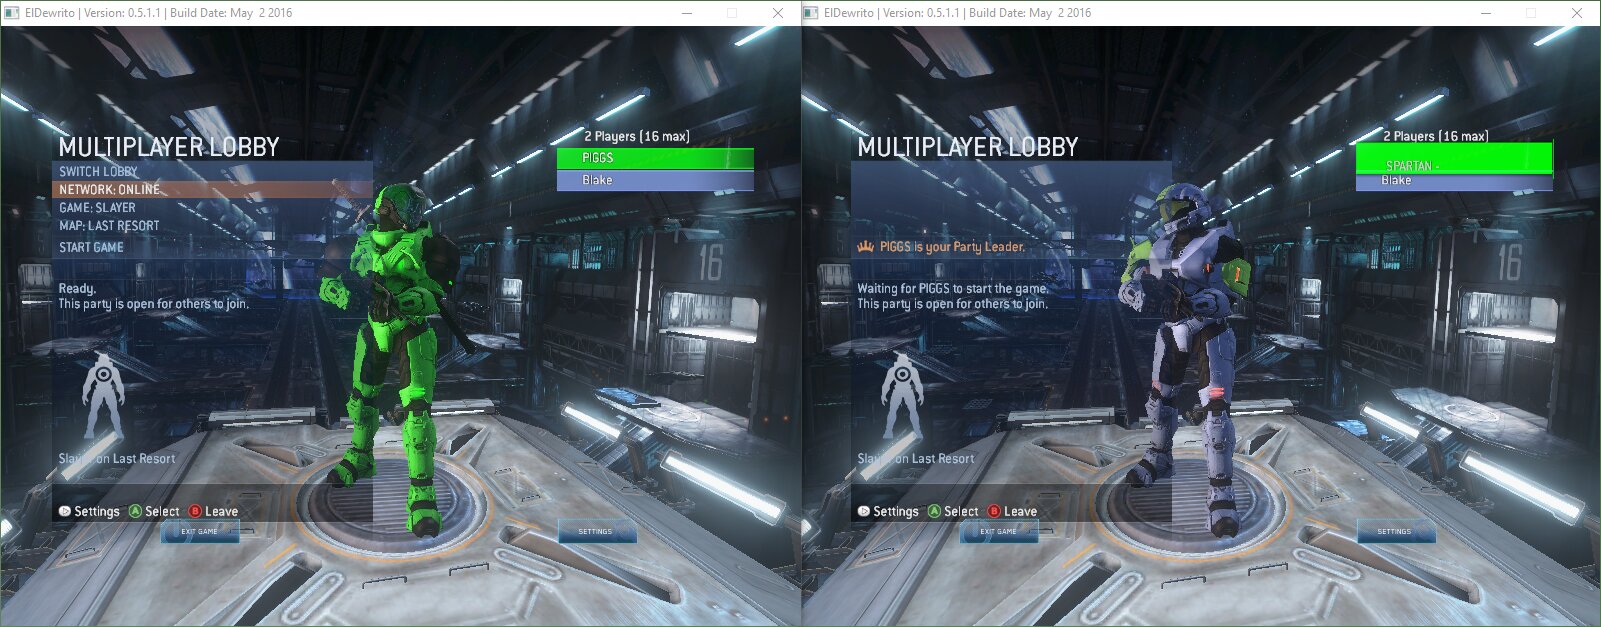 ElDewrito | Version: 0.5.1.1 | Build Date: May 2 2016
MULTIPLAYER LOBBY
SWITCH LOBBY
NETWORK: ONLINE
GAME: SLAYER
MAP: LAST RESORT
START GAME
Ready.
This party is open for others to join.
Slayer on Last Resort
Settings A Select B Leave
EXIT GAME
2 Players (16 max)
PIGGS
Blake
16
SETTINGS
ElDewrito | Version: 0.5.1.1 | Build Date: May 2 2016
MULTIPLAYER LOBBY
PIGGS is your Party Leader.
Waiting for PIGGS to start the game.
This party is open for others to join.
Slayer on Last Resort
Settings A Select B Leave
EXIT GAME
2 Players (16 max)
SPARTAN -
Blake
16
SETTINGS